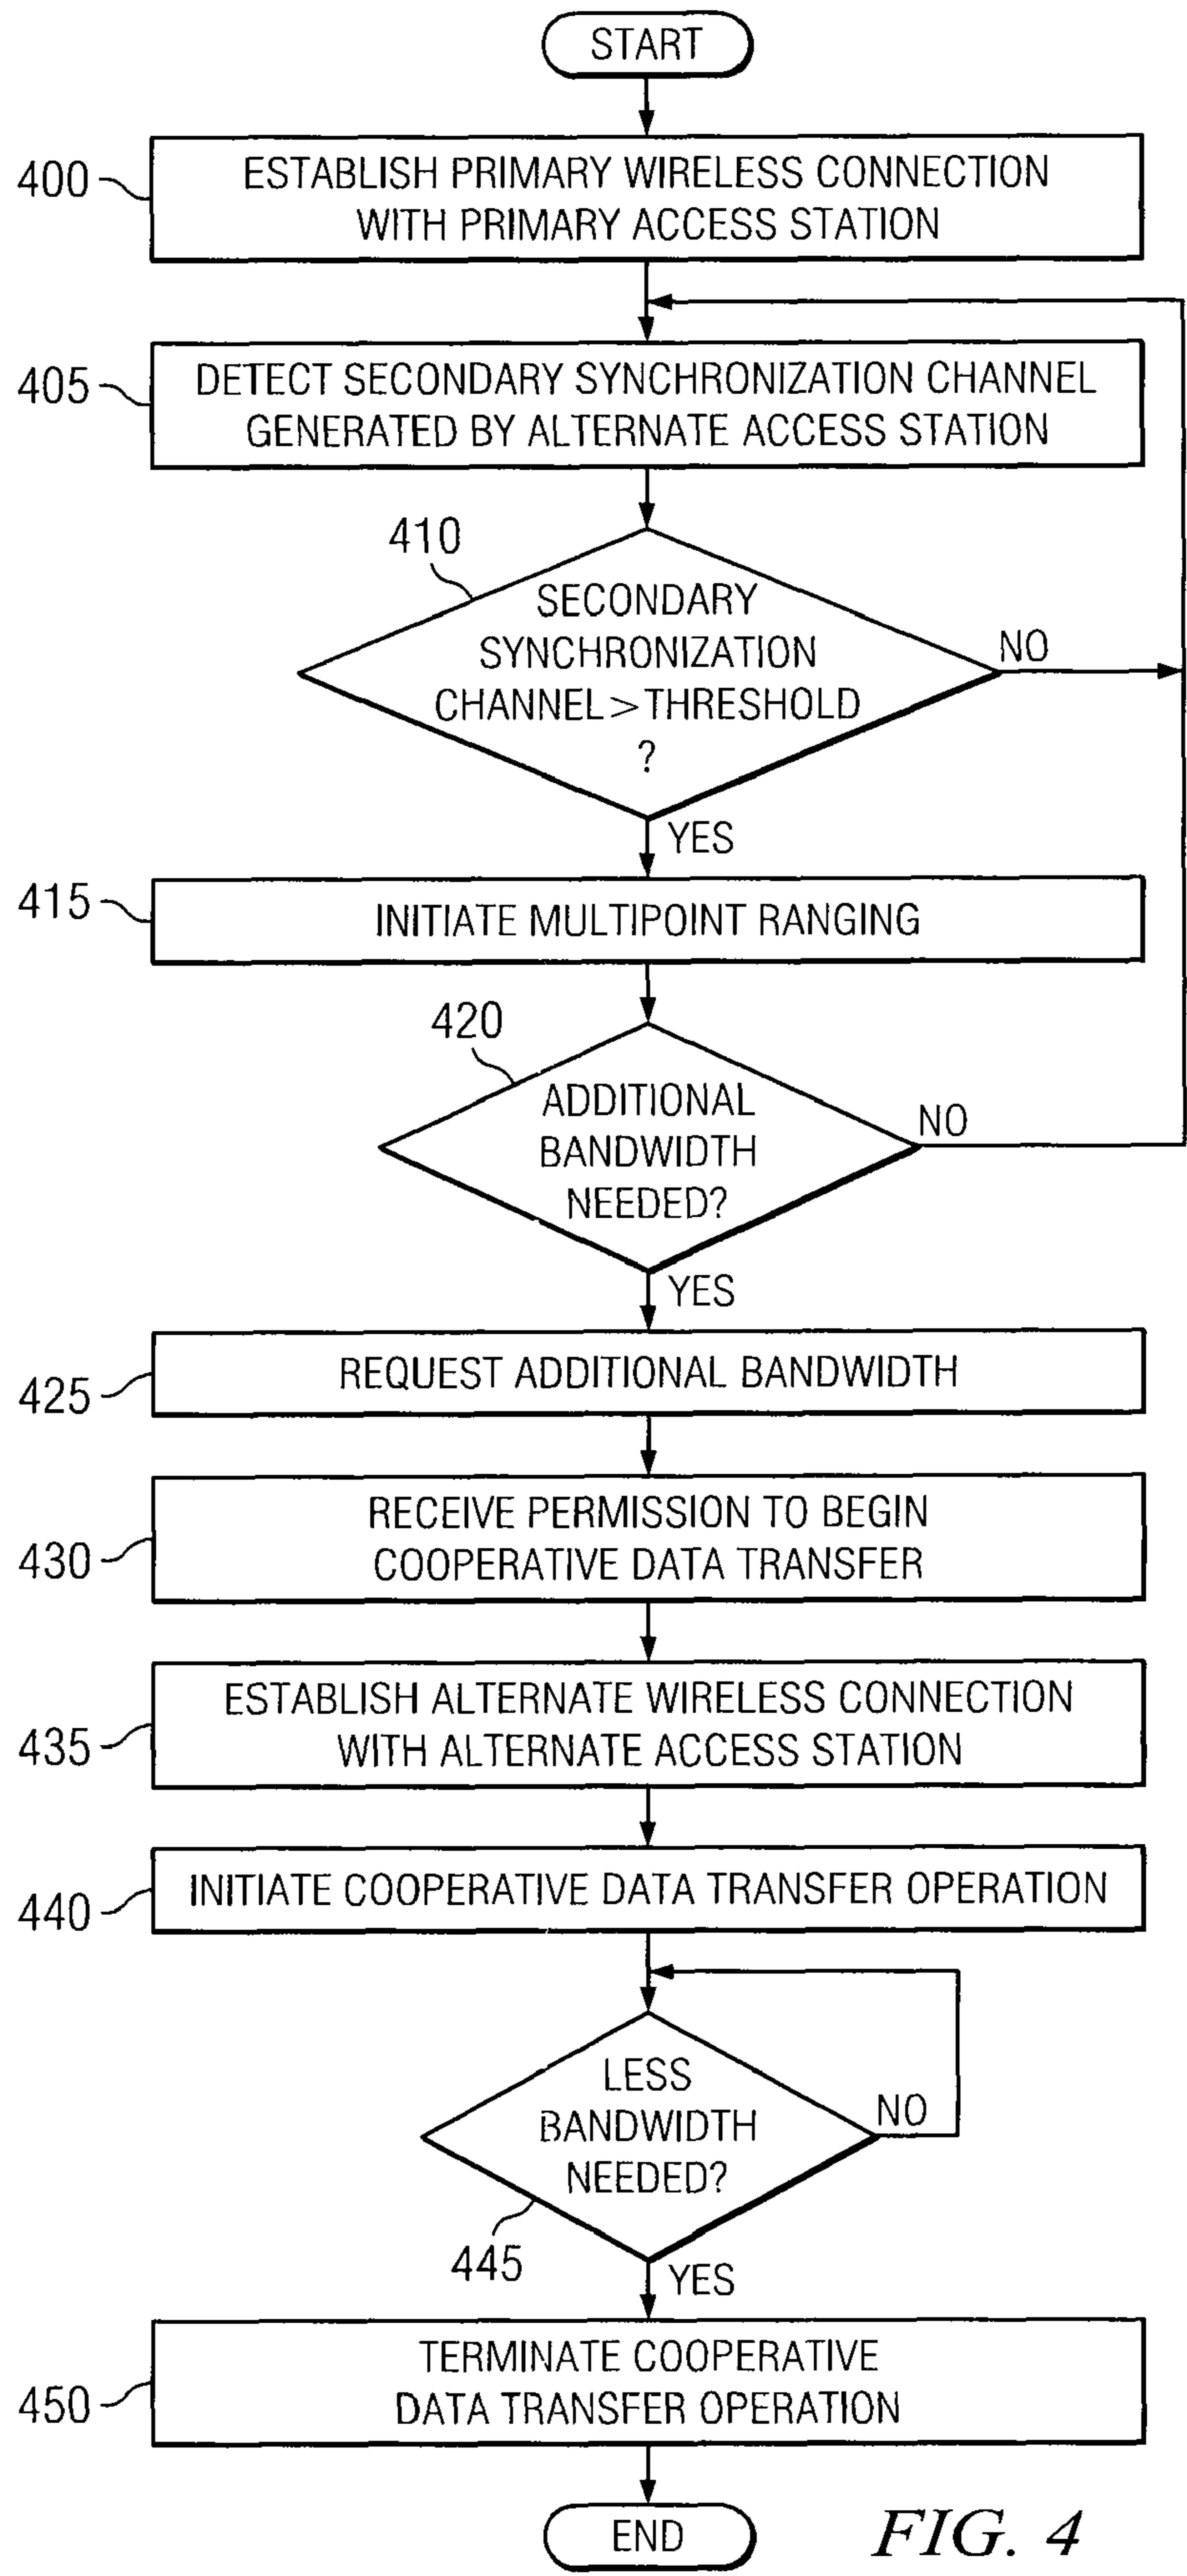 START
400
ESTABLISH PRIMARY WIRELESS CONNECTION
WITH PRIMARY ACCESS STATION
405
DETECT SECONDARY SYNCHRONIZATION CHANNEL
GENERATED BY ALTERNATE ACCESS STATION
410
SECONDARY
SYNCHRONIZATION
CHANNEL > THRESHOLD
?
NO
YES
415
INITIATE MULTIPOINT RANGING
420
ADDITIONAL
BANDWIDTH
NEEDED?
NO
YES
425
REQUEST ADDITIONAL BANDWIDTH
430
RECEIVE PERMISSION TO BEGIN
COOPERATIVE DATA TRANSFER
435
ESTABLISH ALTERNATE WIRELESS CONNECTION
WITH ALTERNATE ACCESS STATION
440
INITIATE COOPERATIVE DATA TRANSFER OPERATION
LESS
BANDWIDTH
NEEDED?
NO
445
YES
450
TERMINATE COOPERATIVE
DATA TRANSFER OPERATION
END
FIG. 4